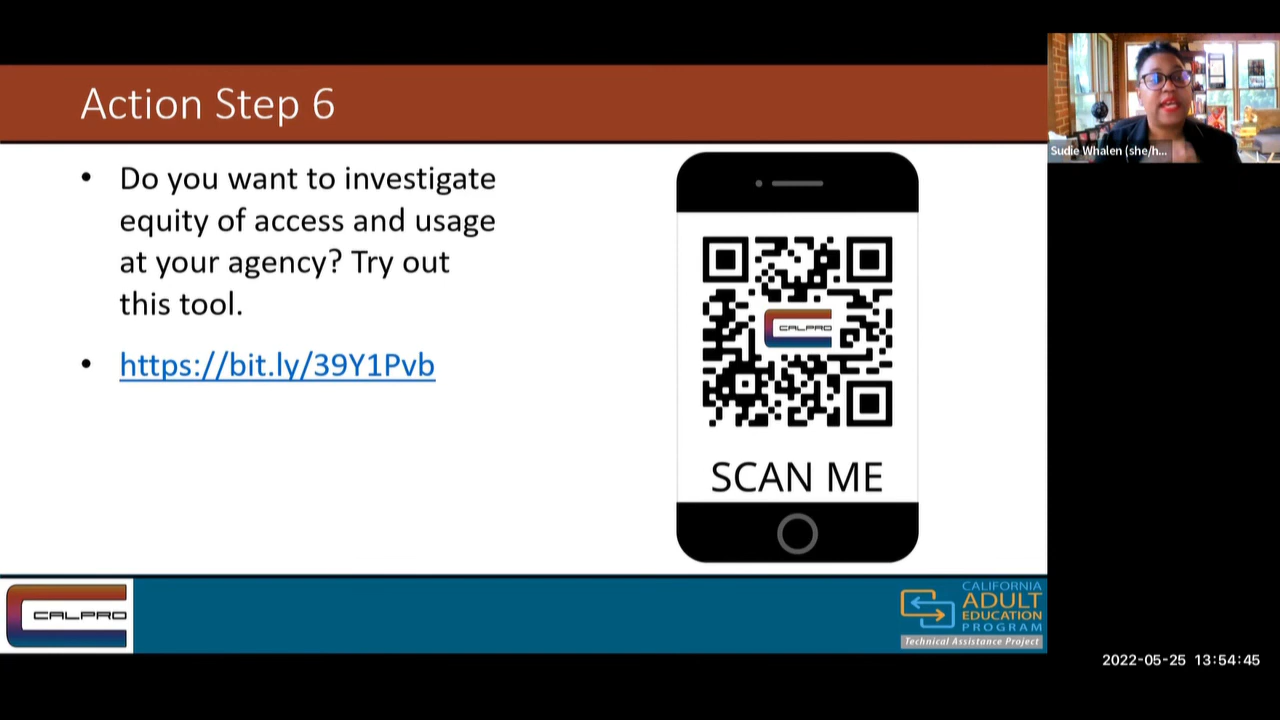 Action Step 6
Sudie Whalen (she/h...
• Do you want to investigate
equity of access and usage
at your agency? Try out
this tool.
• https://bit.ly/39Y1Pvb
CALPRO
SCAN ME
CALPRO
CALIFORNIA
ADULT
EDUCATION
PROGRAM
Technical Assistance Project
2022-05-25 13:54:45